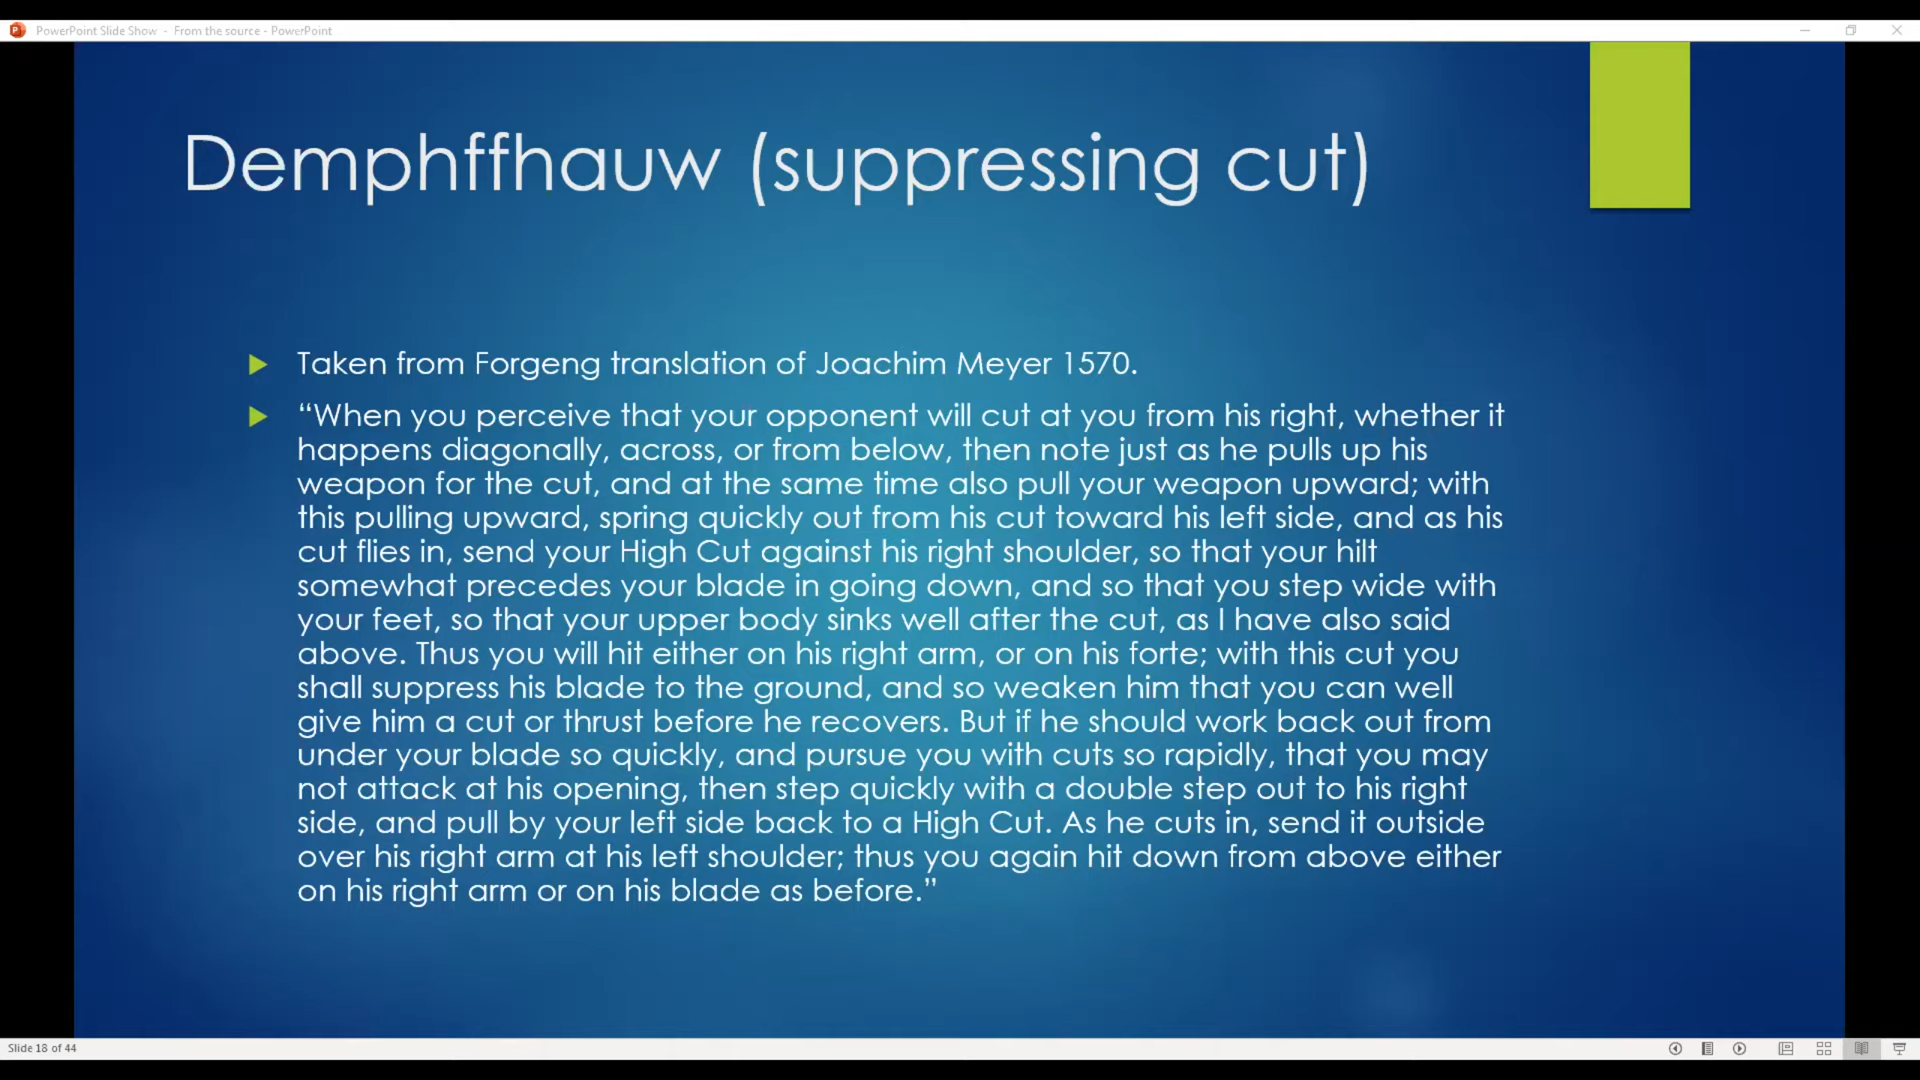 PowerPoint Slide Show - From the source - PowerPoint
Demphffhauw (suppressing cut)
Taken from Forgeng translation of Joachim Meyer 1570.
“When you perceive that your opponent will cut at you from his right, whether it
happens diagonally, across, or from below, then note just as he pulls up his
weapon for the cut, and at the same time also pull your weapon upward; with
this pulling upward, spring quickly out from his cut toward his left side, and as his
cut flies in, send your High Cut against his right shoulder, so that your hilt
somewhat precedes your blade in going down, and so that you step wide with
your feet, so that your upper body sinks well after the cut, as I have also said
above. Thus you will hit either on his right arm, or on his forte; with this cut you
shall suppress his blade to the ground, and so weaken him that you can well
give him a cut or thrust before he recovers. But if he should work back out from
under your blade so quickly, and pursue you with cuts so rapidly, that you may
not attack at his opening, then step quickly with a double step out to his right
side, and pull by your left side back to a High Cut. As he cuts in, send it outside
over his right arm at his left shoulder; thus you again hit down from above either
on his right arm or on his blade as before.”
Slide 18 of 44